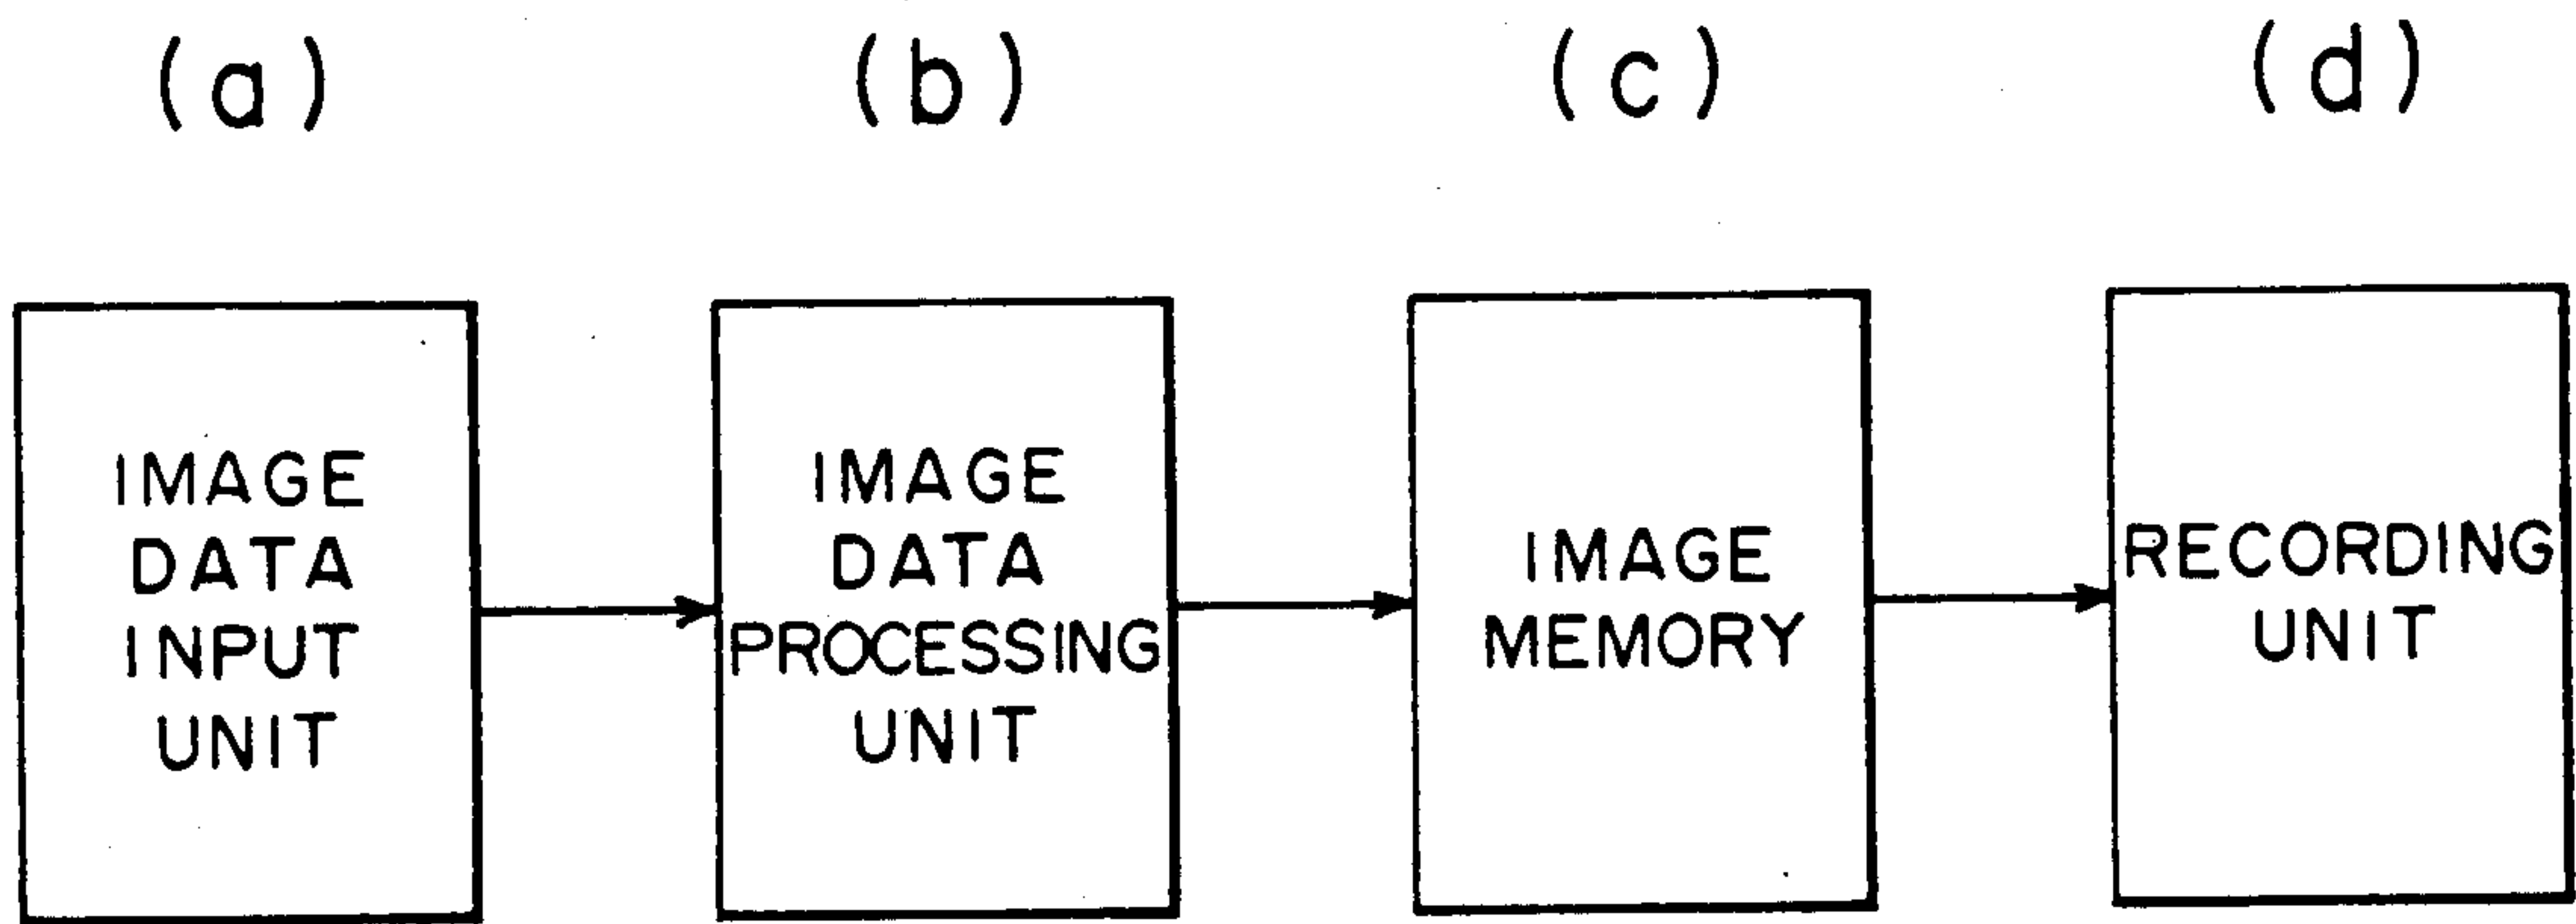 (a)
(b)
(c)
(d)
IMAGE
DATA
INPUT
UNIT
IMAGE
DATA
PROCESSING
UNIT
IMAGE
MEMORY
RECORDING
UNIT